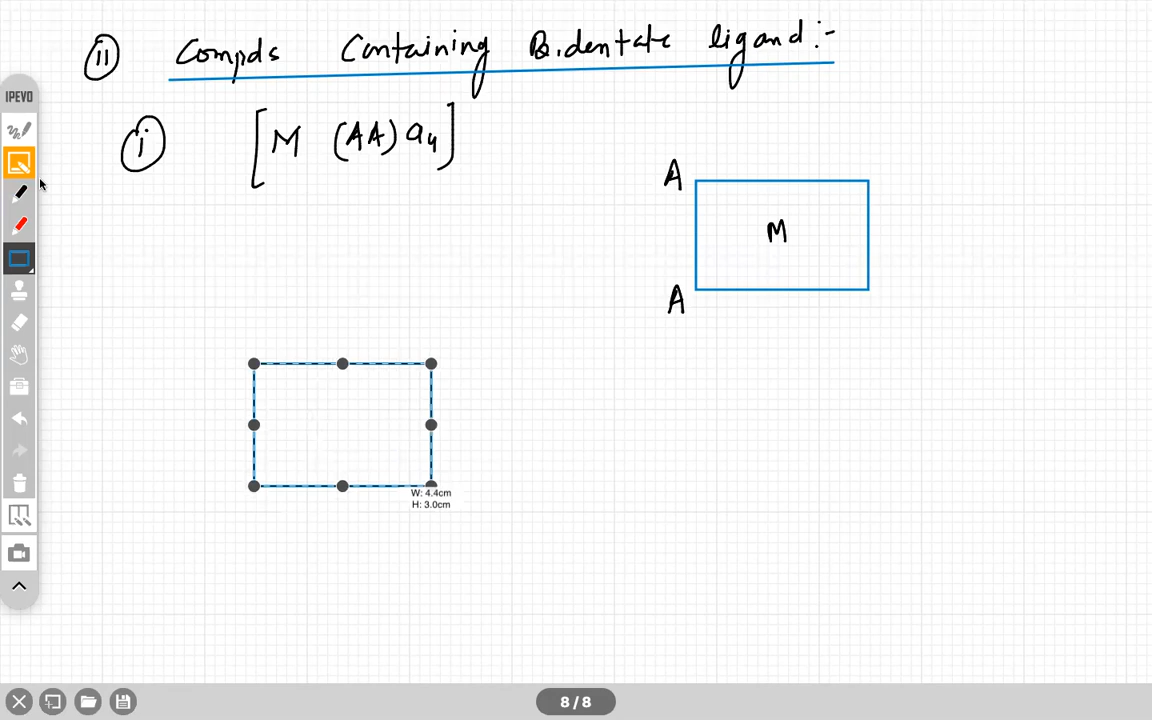 (ii) Compds Containing Bidentate ligand :-
IPEVO
(i) [M (AA) a4]
A
M
A
W: 4.4cm
H: 3.0cm
8 / 8